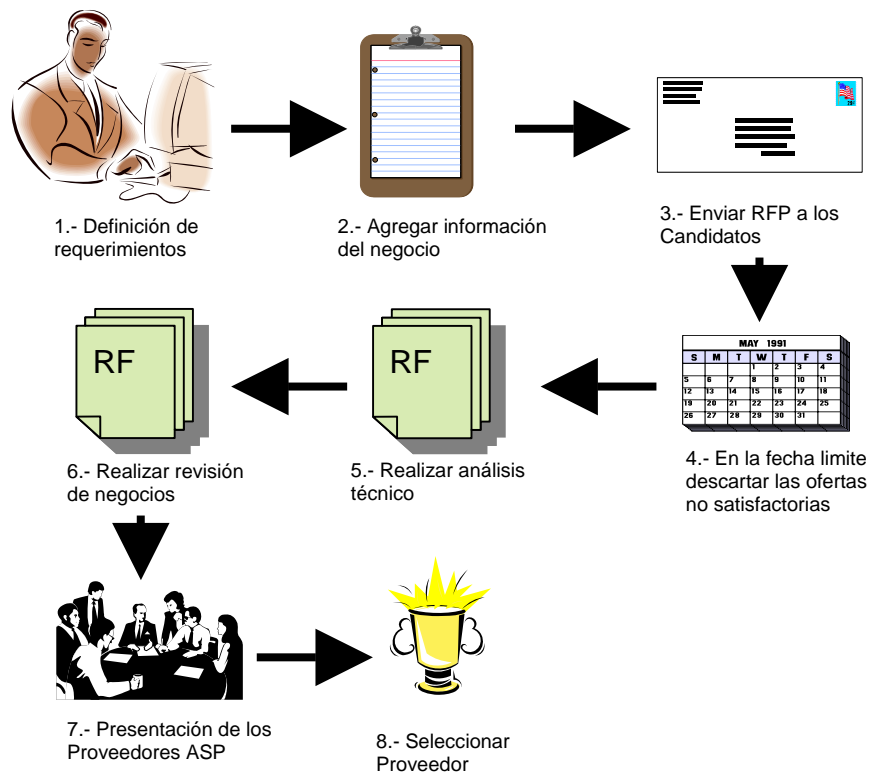 1.- Definición de
requerimientos
2.- Agregar información
del negocio
3.- Enviar RFP a los
Candidatos
MAY 1991
S M T W T F S
1 2 3 4
5 6 7 8 9 10 11
12 13 14 15 16 17 18
19 20 21 22 23 24 25
26 27 28 29 30 31
4.- En la fecha limite
descartar las ofertas
no satisfactorias
RF
5.- Realizar análisis
técnico
RF
6.- Realizar revisión
de negocios
7.- Presentación de los
Proveedores ASP
8.- Seleccionar
Proveedor